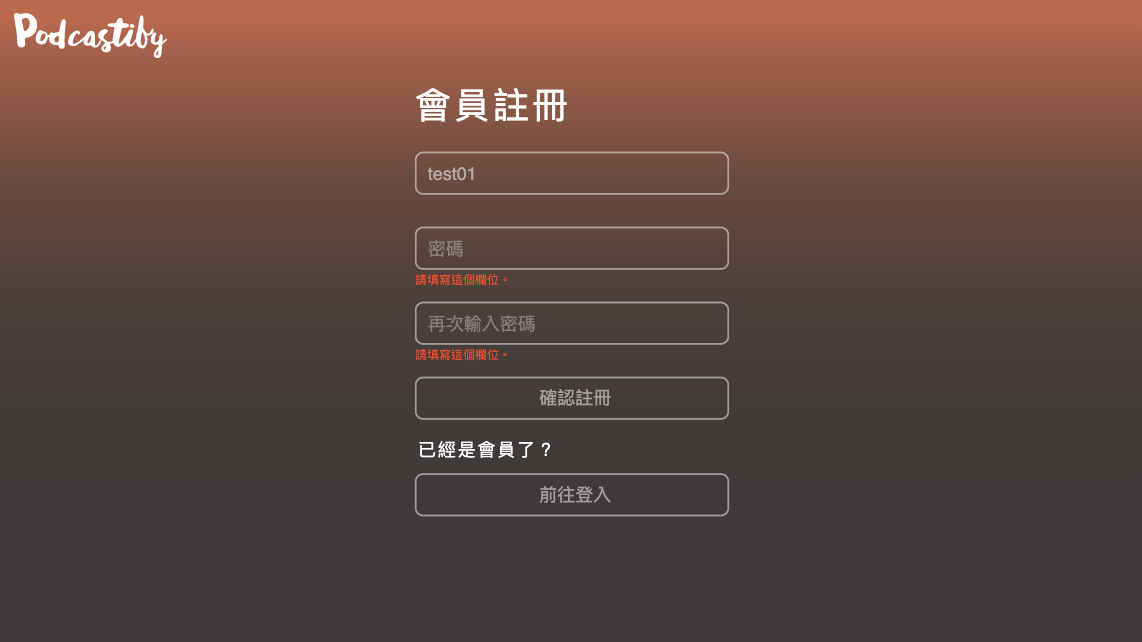 Podcastiby
會員註冊
test01
密碼
請填寫這個欄位。
再次輸入密碼
請填寫這個欄位。
確認註冊
已經是會員了？
前往登入